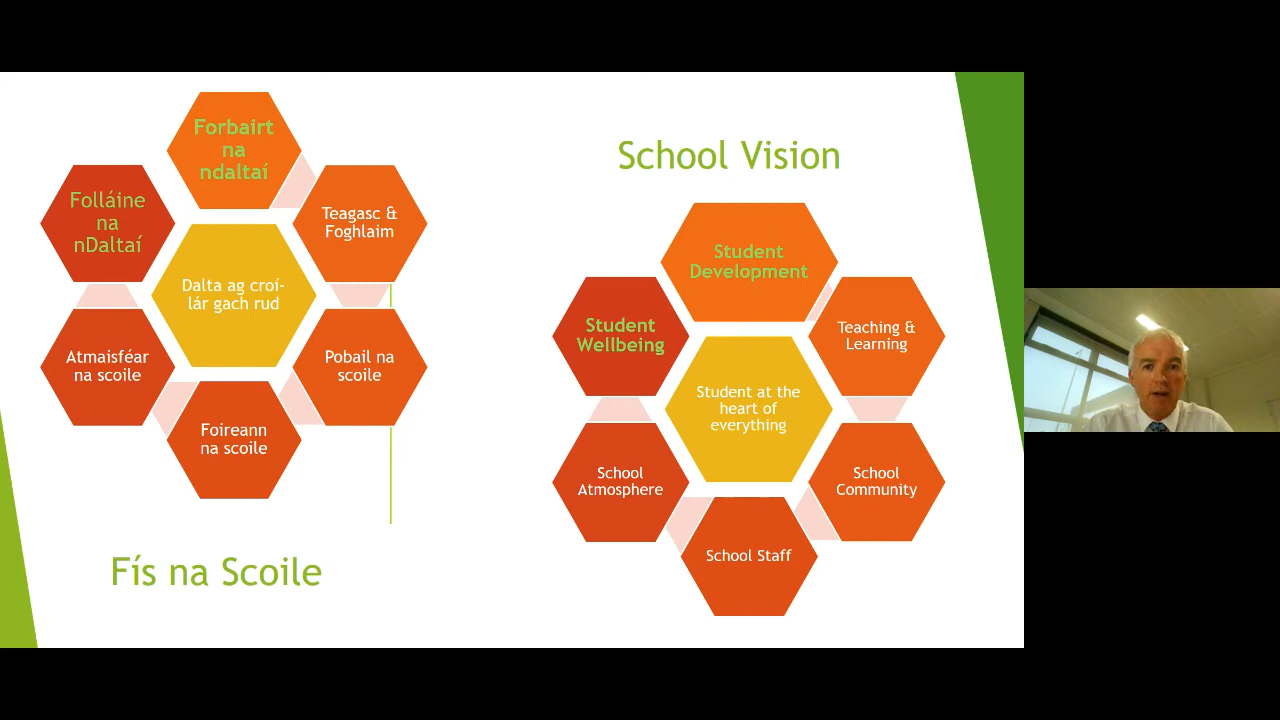 Forbairt
na
ndaltaí
Folláine
na
nDaltaí
Teagasc &
Foghlaim
Dalta ag croí-
lár gach rud
Atmaisféar
na scoile
Pobail na
scoile
Foireann
na scoile
Fís na Scoile
School Vision
Student
Development
Student
Wellbeing
Teaching &
Learning
Student at the
heart of
everything
School
Atmosphere
School
Community
School Staff